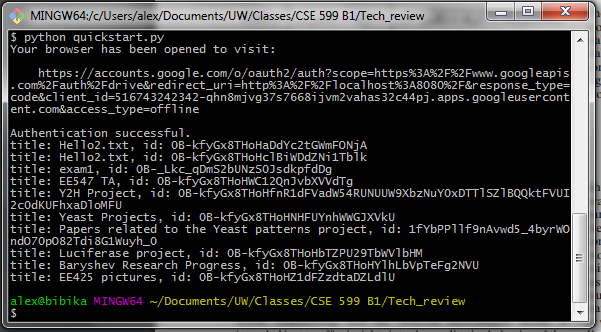 MINGW64:/c/Users/alex/Documents/UW/Classes/CSE 599 B1/Tech_review
$ python quickstart.py
Your browser has been opened to visit:
https://accounts.google.com/o/oauth2/auth?scope=https%3A%2F%2Fwww.googleapis
.com%2Fauth%2Fdrive&redirect_uri=http%3A%2F%2Flocalhost%3A8080%2F&response_type=
code&client_id=516743242342-qhn8mjvg37s7668ijvm2vahas32c44pj.apps.googleusercont
ent.com&access_type=offline
Authentication successful.
title: Hello2.txt, id: 0B-kfyGx8THoHaDdYc2tGWmFONjA
title: Hello2.txt, id: 0B-kfyGx8THoHclBiWDdZNi1Tblk
title: exam1, id: 0B-_Lkc_qDmS2bUNzSOJsdkpfdDg
title: EE547 TA, id: 0B-kfyGx8THoHWC12QnJvbXVVdTg
title: Y2H Project, id: 0B-kfyGx8THoHfnR1dFVadW54RUNUUW9XbzNuYOxDTTlSZlBQQktFVUI
2cOdKUFhxaDloMFU
title: Yeast Projects, id: 0B-kfyGx8THoHNHFUYnhWWGJXVkU
title: Papers related to the Yeast patterns project, id: 1fYbPPllf9nAvwd5_4byrWO
ndO7OpO82Tdi8G1Wuyh_O
title: Luciferase project, id: 0B-kfyGx8THoHbTZPU29TbWVlbHM
title: Baryshev Research Progress, id: 0B-kfyGx8THoHYlhLbVpTeFg2NVU
title: EE425 pictures, id: 0B-kfyGx8THoHZ1dFZzdtaDZLdlU
alex@bibika MINGW64 ~/Documents/UW/Classes/CSE 599 B1/Tech_review
$